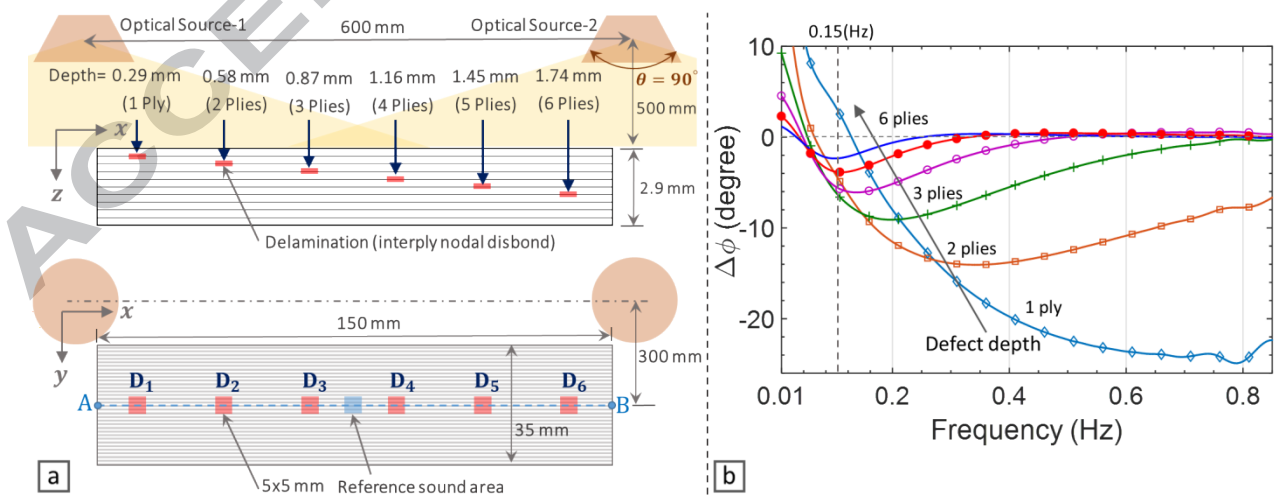 ACCE
Optical Source-1
600 mm
Optical Source-2
θ = 90°
500 mm
Depth= 0.29 mm 0.58 mm 0.87 mm 1.16 mm 1.45 mm 1.74 mm
(1 Ply) (2 Plies) (3 Plies) (4 Plies) (5 Plies) (6 Plies)
x
z
2.9 mm
Delamination (interply nodal disbond)
x
y
150 mm
300 mm
D1 D2 D3 D4 D5 D6
A
B
35 mm
5x5 mm
Reference sound area
a
0.15(Hz)
10
0
-10
-20
Δϕ (degree)
6 plies
3 plies
2 plies
1 ply
Defect depth
0.01 0.2 0.4 0.6 0.8
Frequency (Hz)
b